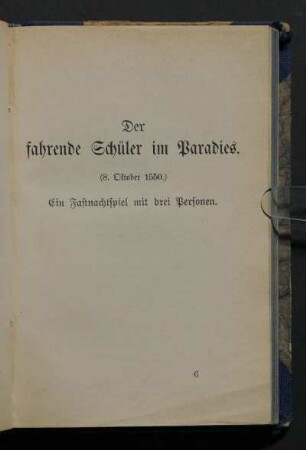 Der
fahrende Schüler im Paradies.
(8. Oktober 1550.)
Ein Fastnachtspiel mit drei Personen.
6